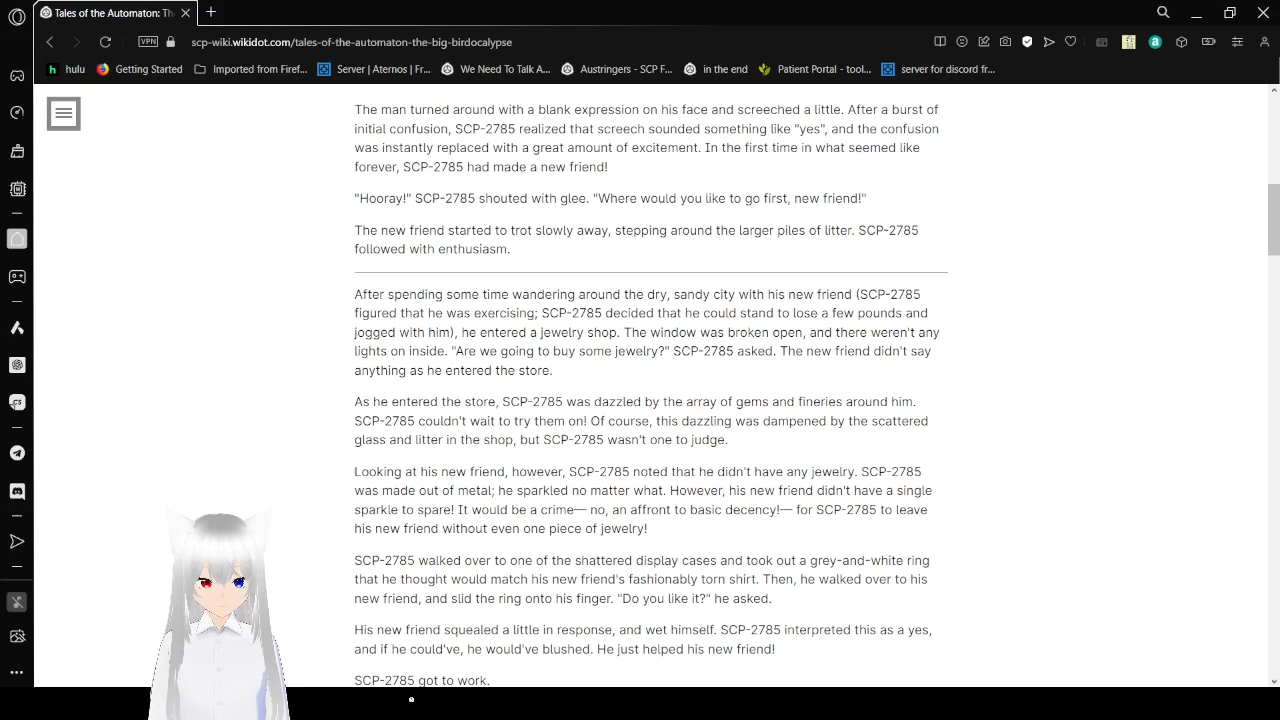 Tales of the Automaton: Th
scp-wiki.wikidot.com/tales-of-the-automaton-the-big-birdocalypse
VPN
hulu
Getting Started
Imported from Firef...
Server | Aternos | Fr...
We Need To Talk A...
Austringers - SCP F...
in the end
Patient Portal - tool...
server for discord fr...
The man turned around with a blank expression on his face and screeched a little. After a burst of
initial confusion, SCP-2785 realized that screech sounded something like "yes", and the confusion
was instantly replaced with a great amount of excitement. In the first time in what seemed like
forever, SCP-2785 had made a new friend!
"Hooray!" SCP-2785 shouted with glee. "Where would you like to go first, new friend!"
The new friend started to trot slowly away, stepping around the larger piles of litter. SCP-2785
followed with enthusiasm.
After spending some time wandering around the dry, sandy city with his new friend (SCP-2785
figured that he was exercising; SCP-2785 decided that he could stand to lose a few pounds and
jogged with him), he entered a jewelry shop. The window was broken open, and there weren't any
lights on inside. "Are we going to buy some jewelry?" SCP-2785 asked. The new friend didn't say
anything as he entered the store.
As he entered the store, SCP-2785 was dazzled by the array of gems and fineries around him.
SCP-2785 couldn't wait to try them on! Of course, this dazzling was dampened by the scattered
glass and litter in the shop, but SCP-2785 wasn't one to judge.
Looking at his new friend, however, SCP-2785 noted that he didn't have any jewelry. SCP-2785
was made out of metal; he sparkled no matter what. However, his new friend didn't have a single
sparkle to spare! It would be a crime— no, an affront to basic decency!— for SCP-2785 to leave
his new friend without even one piece of jewelry!
SCP-2785 walked over to one of the shattered display cases and took out a grey-and-white ring
that he thought would match his new friend's fashionably torn shirt. Then, he walked over to his
new friend, and slid the ring onto his finger. "Do you like it?" he asked.
His new friend squealed a little in response, and wet himself. SCP-2785 interpreted this as a yes,
and if he could've, he would've blushed. He just helped his new friend!
SCP-2785 got to work.